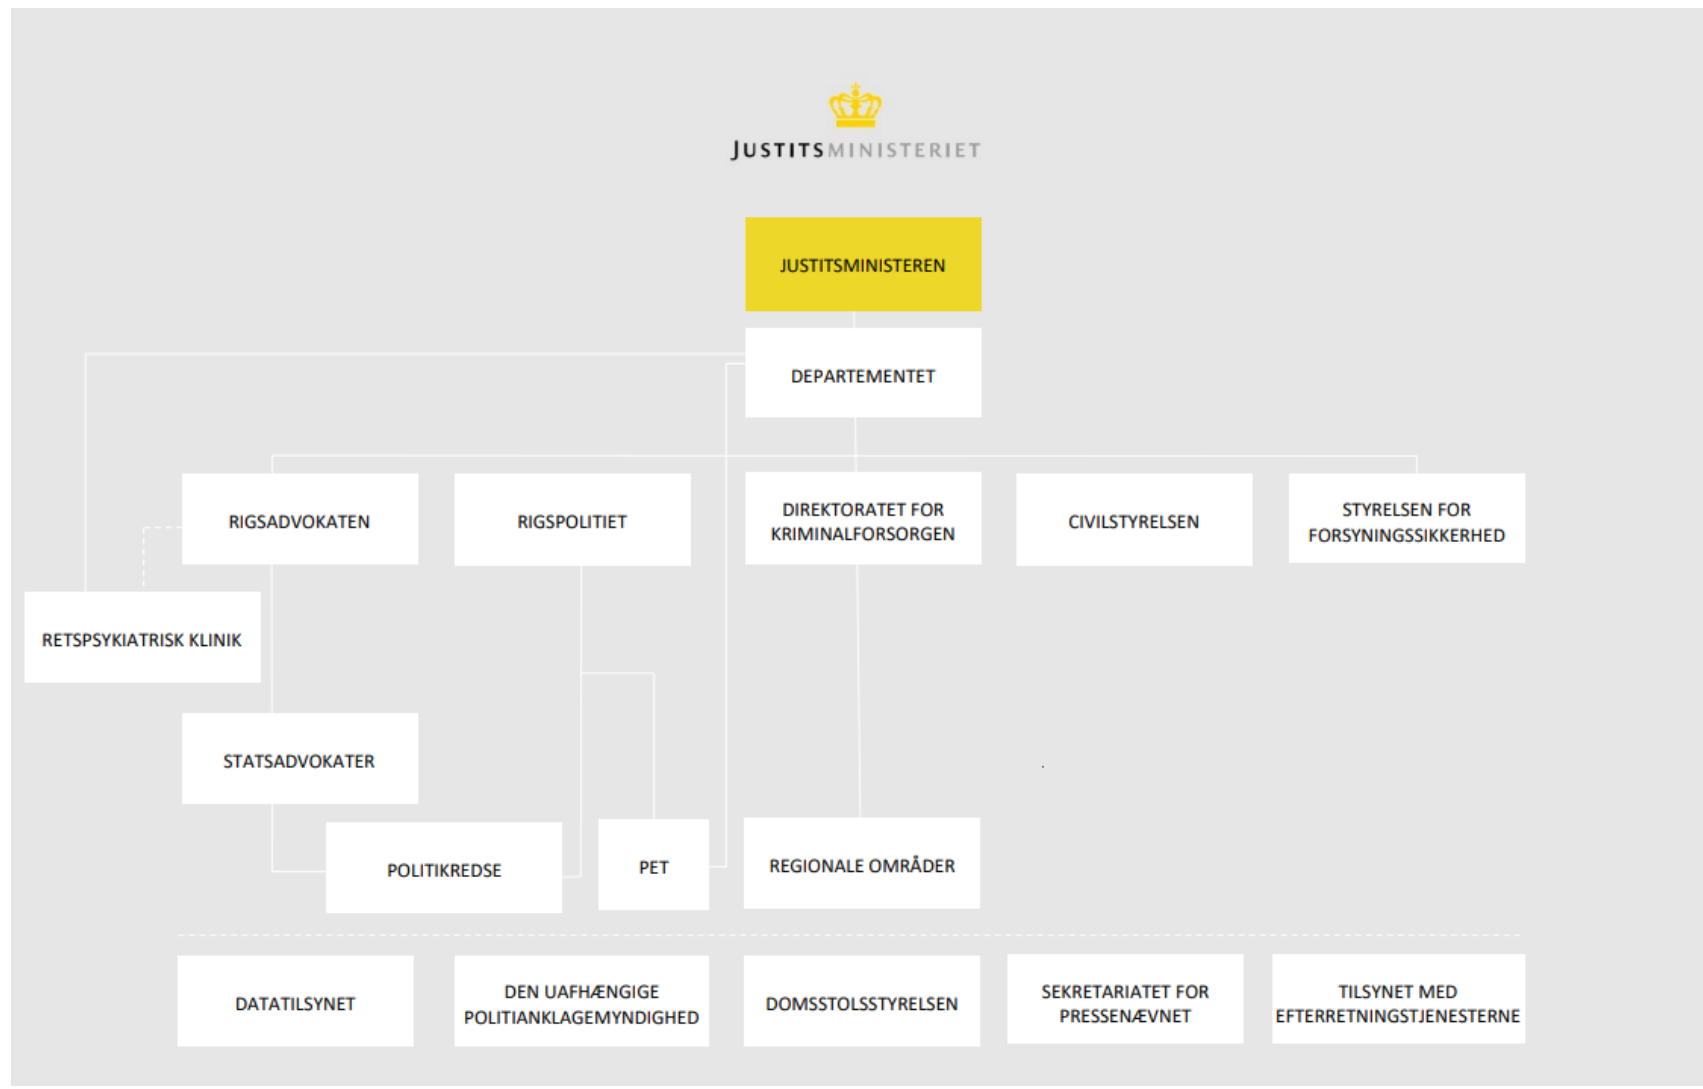 JUSTITSMINISTERIET
JUSTITSMINISTEREN
DEPARTEMENTET
RIGSADVOKATEN
RIGSPOLITIET
DIREKTORATET FOR
KRIMINALFORSORGEN
CIVILSTYRELSEN
STYRELSEN FOR
FORSYNINGSSIKKERHED
RETSPSYKIATRISK KLINIK
STATSADVOKATER
POLITIKREDSE
PET
REGIONALE OMRÅDER
DATATILSYNET
DEN UAFHÆNGIGE
POLITIANKLAGEMYNDIGHED
DOMSSTOLSSTYRELSEN
SEKRETARIATET FOR
PRESSENÆVNET
TILSYNET MED
EFTERRETNINGSTJENESTERNE